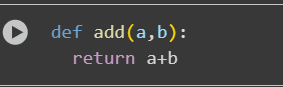 def add(a,b):
  return a+b